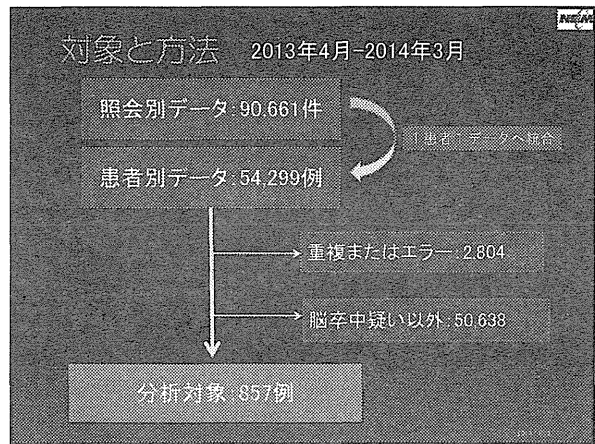 対象と方法 2013年4月-2014年3月
照会別データ:90,661件
1患者1データへ統合
患者別データ:54,299例
重複またはエラー:2,804
脳卒中疑い以外:50,638
分析対象:857例